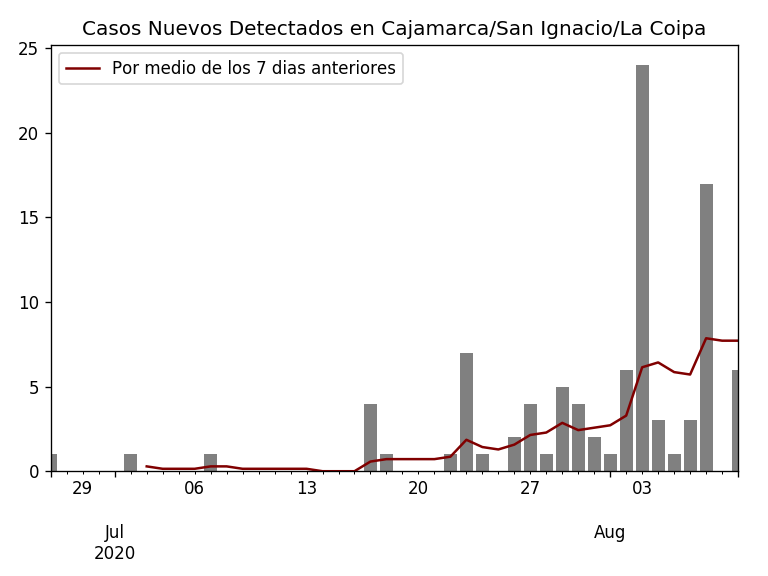 Casos Nuevos Detectados en Cajamarca/San Ignacio/La Coipa
Por medio de los 7 dias anteriores
25
20
15
10
5
0
29 06 13 20 27 03
Jul Aug
2020